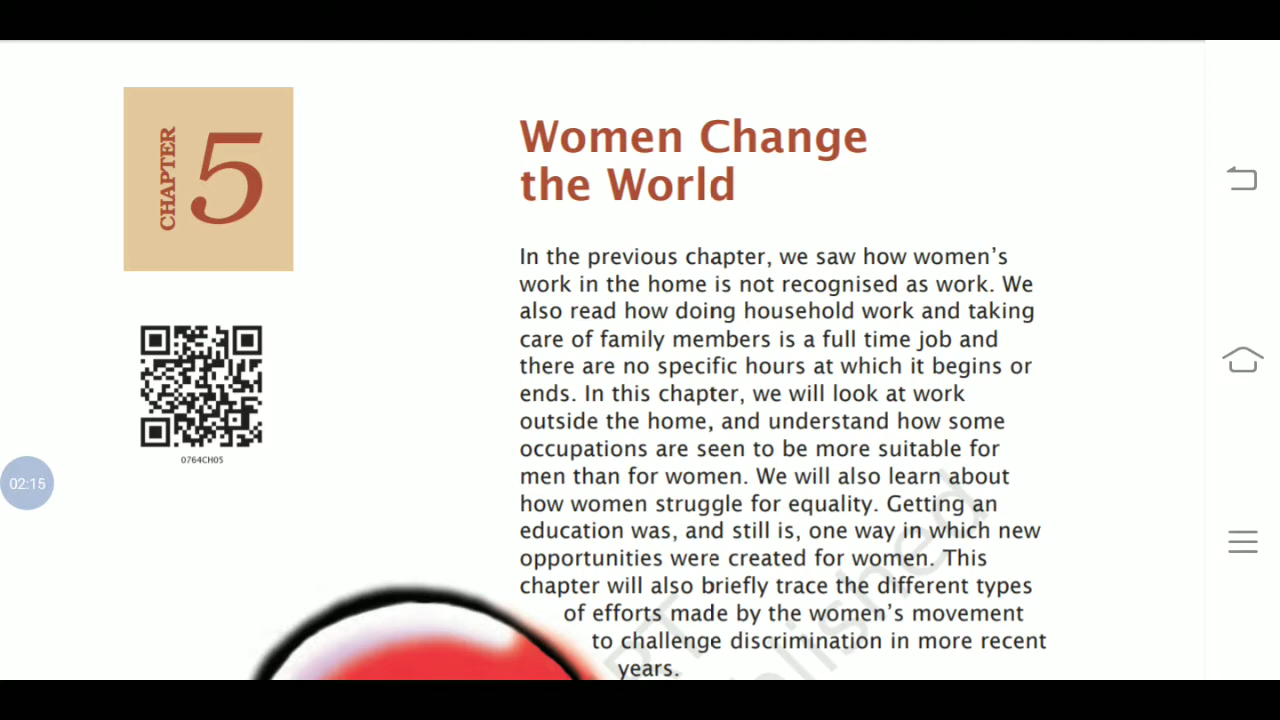 CHAPTER 5
Women Change
the World
In the previous chapter, we saw how women's
work in the home is not recognised as work. We
also read how doing household work and taking
care of family members is a full time job and
there are no specific hours at which it begins or
ends. In this chapter, we will look at work
outside the home, and understand how some
occupations are seen to be more suitable for
men than for women. We will also learn about
how women struggle for equality. Getting an
education was, and still is, one way in which new
opportunities were created for women. This
chapter will also briefly trace the different types
of efforts made by the women's movement
to challenge discrimination in more recent
years.
0764CH05
02:15